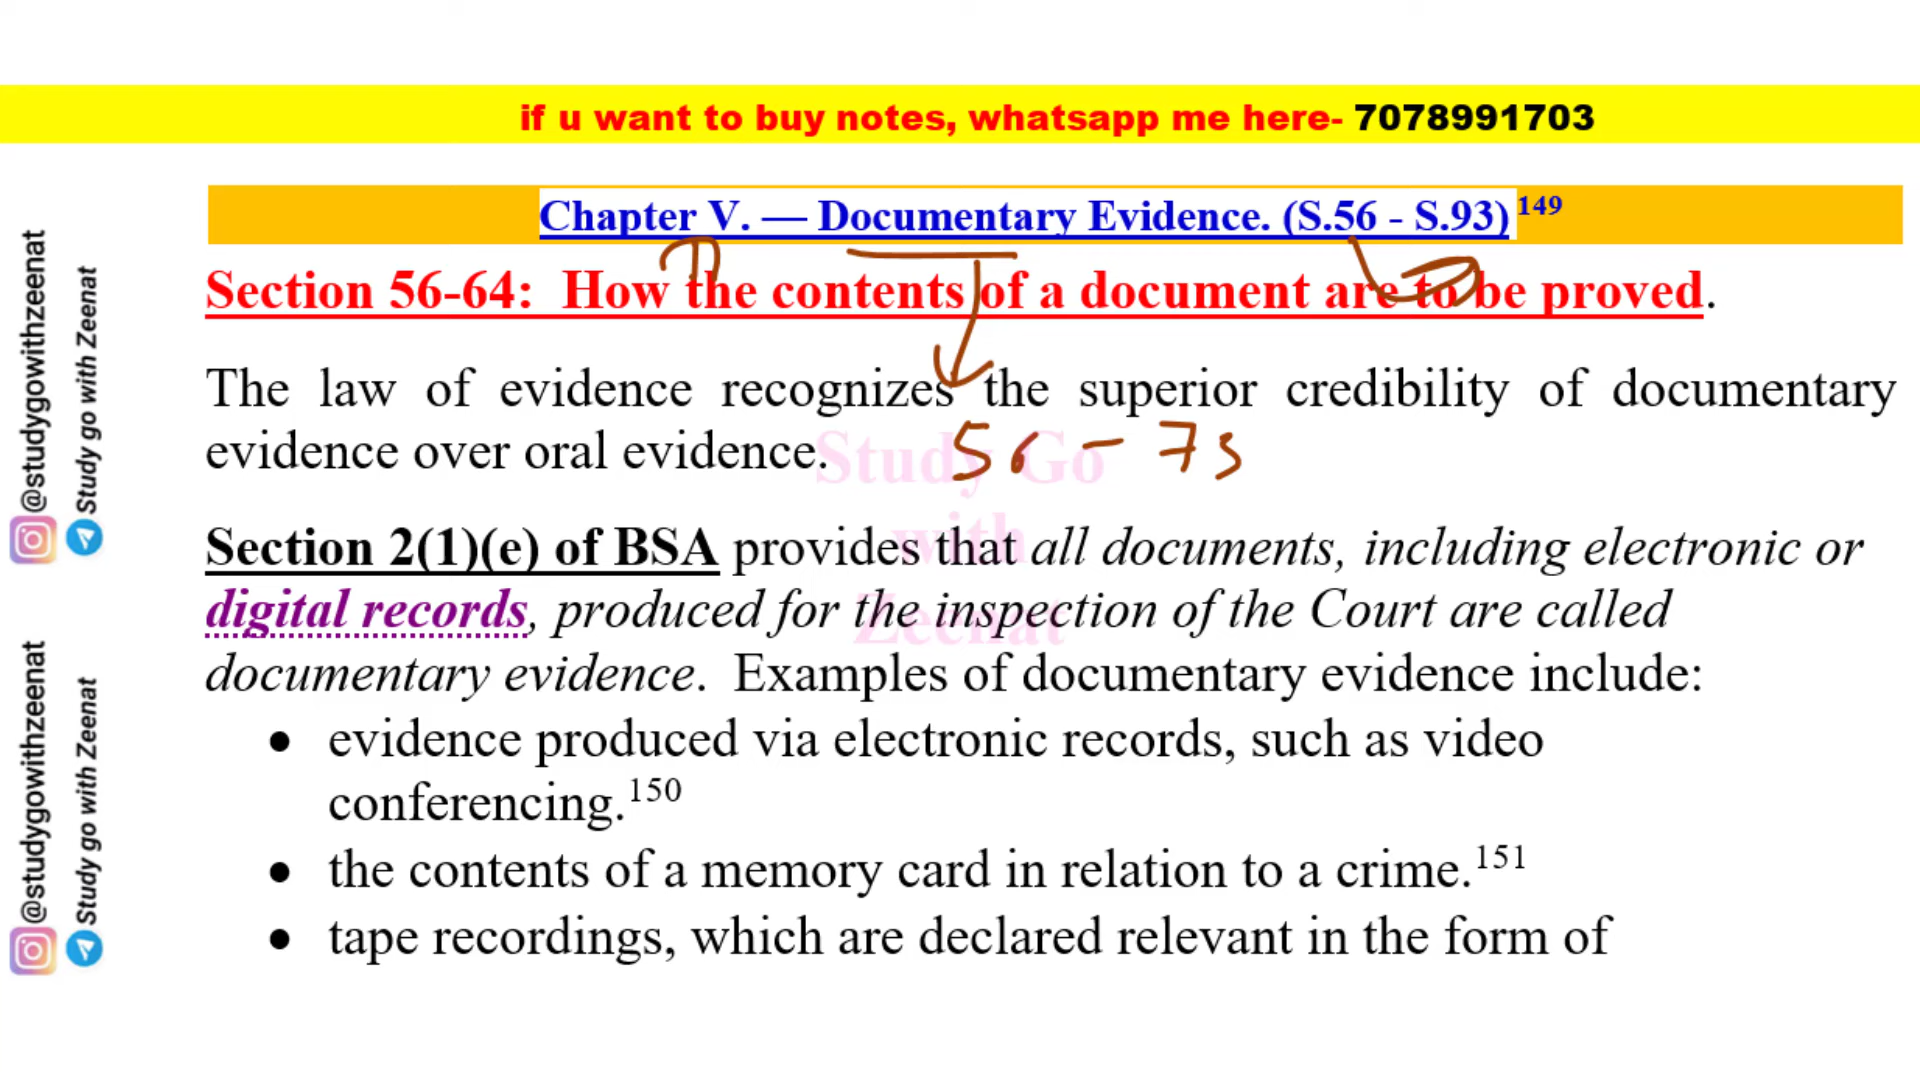 if u want to buy notes, whatsapp me here- 7078991703
Chapter V. — Documentary Evidence. (S.56 - S.93) 149
Section 56-64: How the contents of a document are to be proved.
The law of evidence recognizes the superior credibility of documentary
evidence over oral evidence.
56 - 73
Study Go
with
Zeenat
Section 2(1)(e) of BSA provides that all documents, including electronic or
digital records, produced for the inspection of the Court are called
documentary evidence. Examples of documentary evidence include:
• evidence produced via electronic records, such as video
conferencing.150
• the contents of a memory card in relation to a crime.151
• tape recordings, which are declared relevant in the form of
@studygowithzeenat
Study go with Zeenat
@studygowithzeenat
Study go with Zeenat